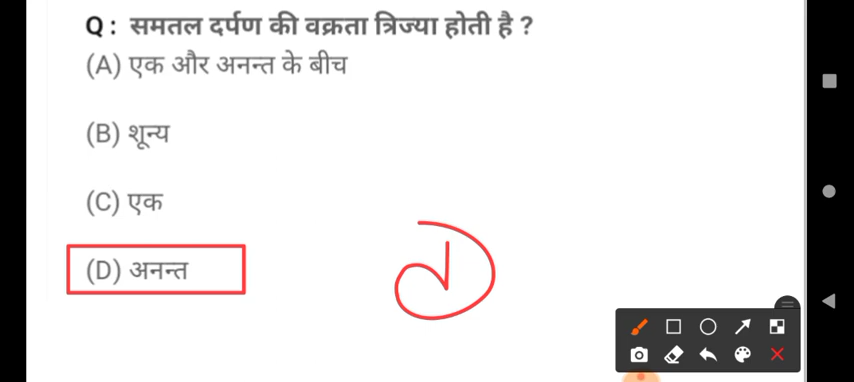 Q : समतल दर्पण की वक्रता त्रिज्या होती है ?
(A) एक और अनन्त के बीच
(B) शून्य
(C) एक
(D) अनन्त